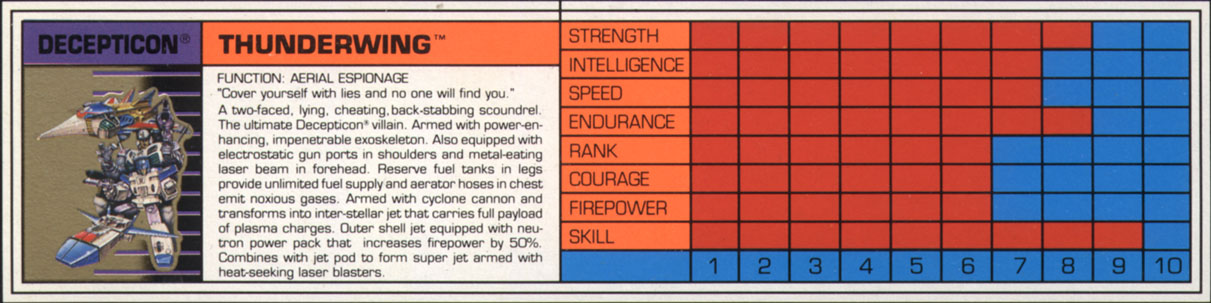 DECEPTICON®
THUNDERWING™
FUNCTION: AERIAL ESPIONAGE
"Cover yourself with lies and no one will find you."
A two-faced, lying, cheating, back-stabbing scoundrel.
The ultimate Decepticon® villain. Armed with power-en-
hancing, impenetrable exoskeleton. Also equipped with
electrostatic gun ports in shoulders and metal-eating
laser beam in forehead. Reserve fuel tanks in legs
provide unlimited fuel supply and aerator hoses in chest
emit noxious gases. Armed with cyclone cannon and
transforms into inter-stellar jet that carries full payload
of plasma charges. Outer shell jet equipped with neu-
tron power pack that increases firepower by 50%.
Combines with jet pod to form super jet armed with
heat-seeking laser blasters.
STRENGTH
INTELLIGENCE
SPEED
ENDURANCE
RANK
COURAGE
FIREPOWER
SKILL
1 2 3 4 5 6 7 8 9 10